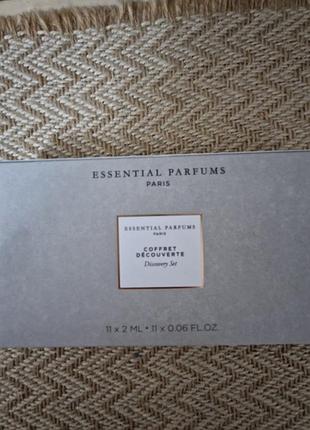 ESSENTIAL PARFUMS
PARIS
ESSENTIAL PARFUMS
PARIS
COFFRET
DÉCOUVERTE
Discovery Set
11 x 2 ML • 11 x 0.06 FL.OZ.